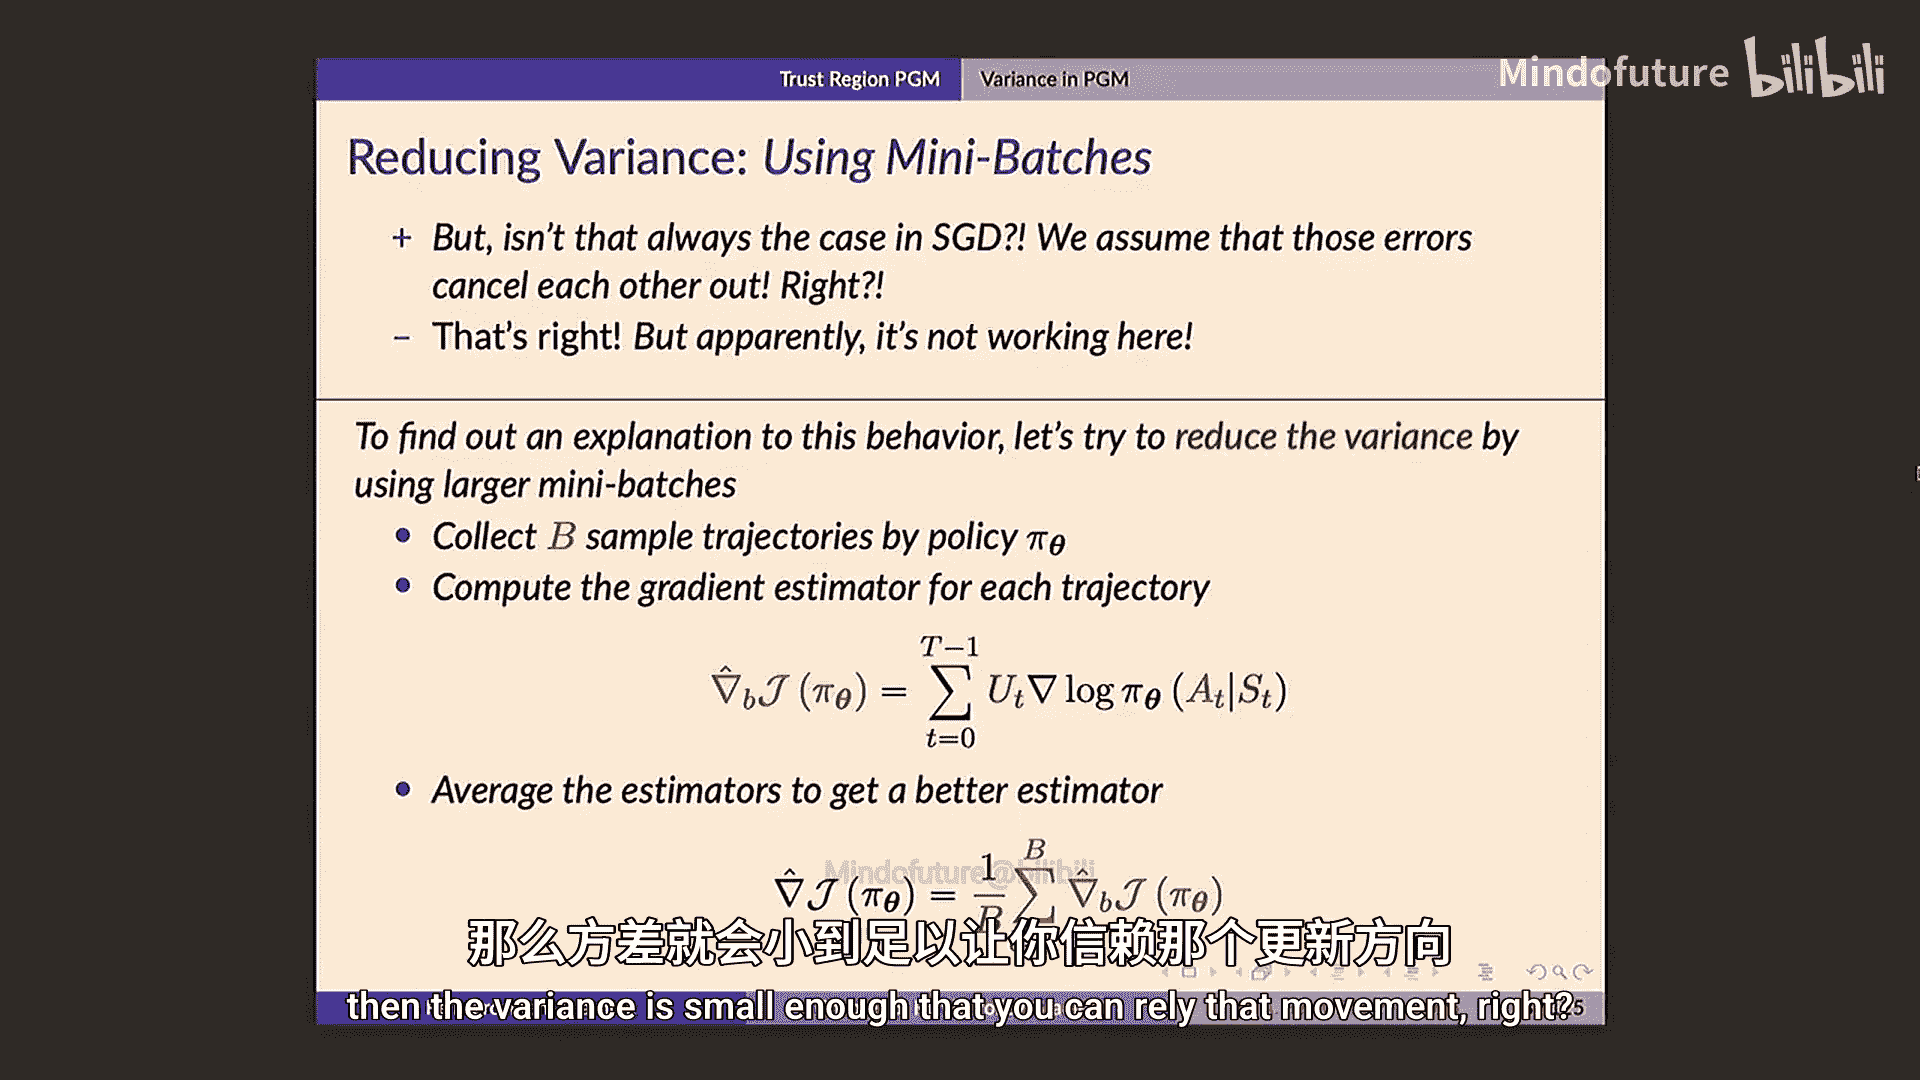 Trust Region PGM
Variance in PGM
Mindofuture bilibili
Reducing Variance: Using Mini-Batches
+ But, isn't that always the case in SGD?! We assume that those errors
cancel each other out! Right?!
– That's right! But apparently, it's not working here!
To find out an explanation to this behavior, let's try to reduce the variance by
using larger mini-batches
• Collect B sample trajectories by policy π_θ
• Compute the gradient estimator for each trajectory
∇̂_b 𝒥 (π_θ) = ∑_{t=0}^{T−1} U_t ∇ log π_θ (A_t|S_t)
• Average the estimators to get a better estimator
Mindofuture@bilibili
∇̂ 𝒥 (π_θ) = 1/B ∑^B ∇̂_b 𝒥 (π_θ)
那么方差就会小到足以让你信赖那个更新方向
then the variance is small enough that you can rely that movement, right?